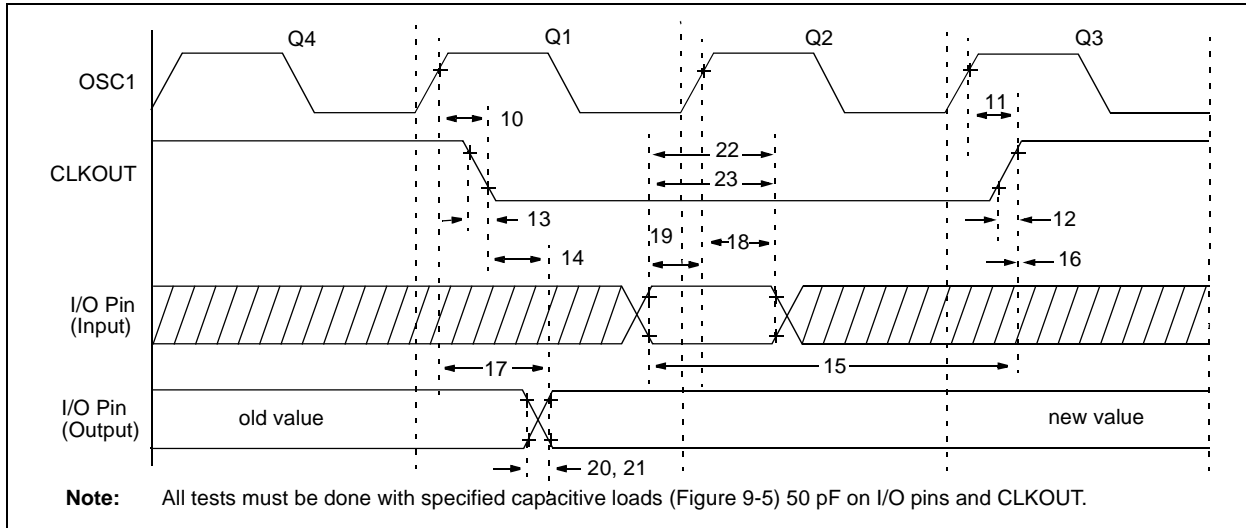 Q4 Q1 Q2 Q3
OSC1
10
11
22
CLKOUT
23
13
12
19
18
14
16
I/O Pin
(Input)
17
15
I/O Pin
(Output)
old value
new value
20, 21
Note: All tests must be done with specified capacitive loads (Figure 9-5) 50 pF on I/O pins and CLKOUT.